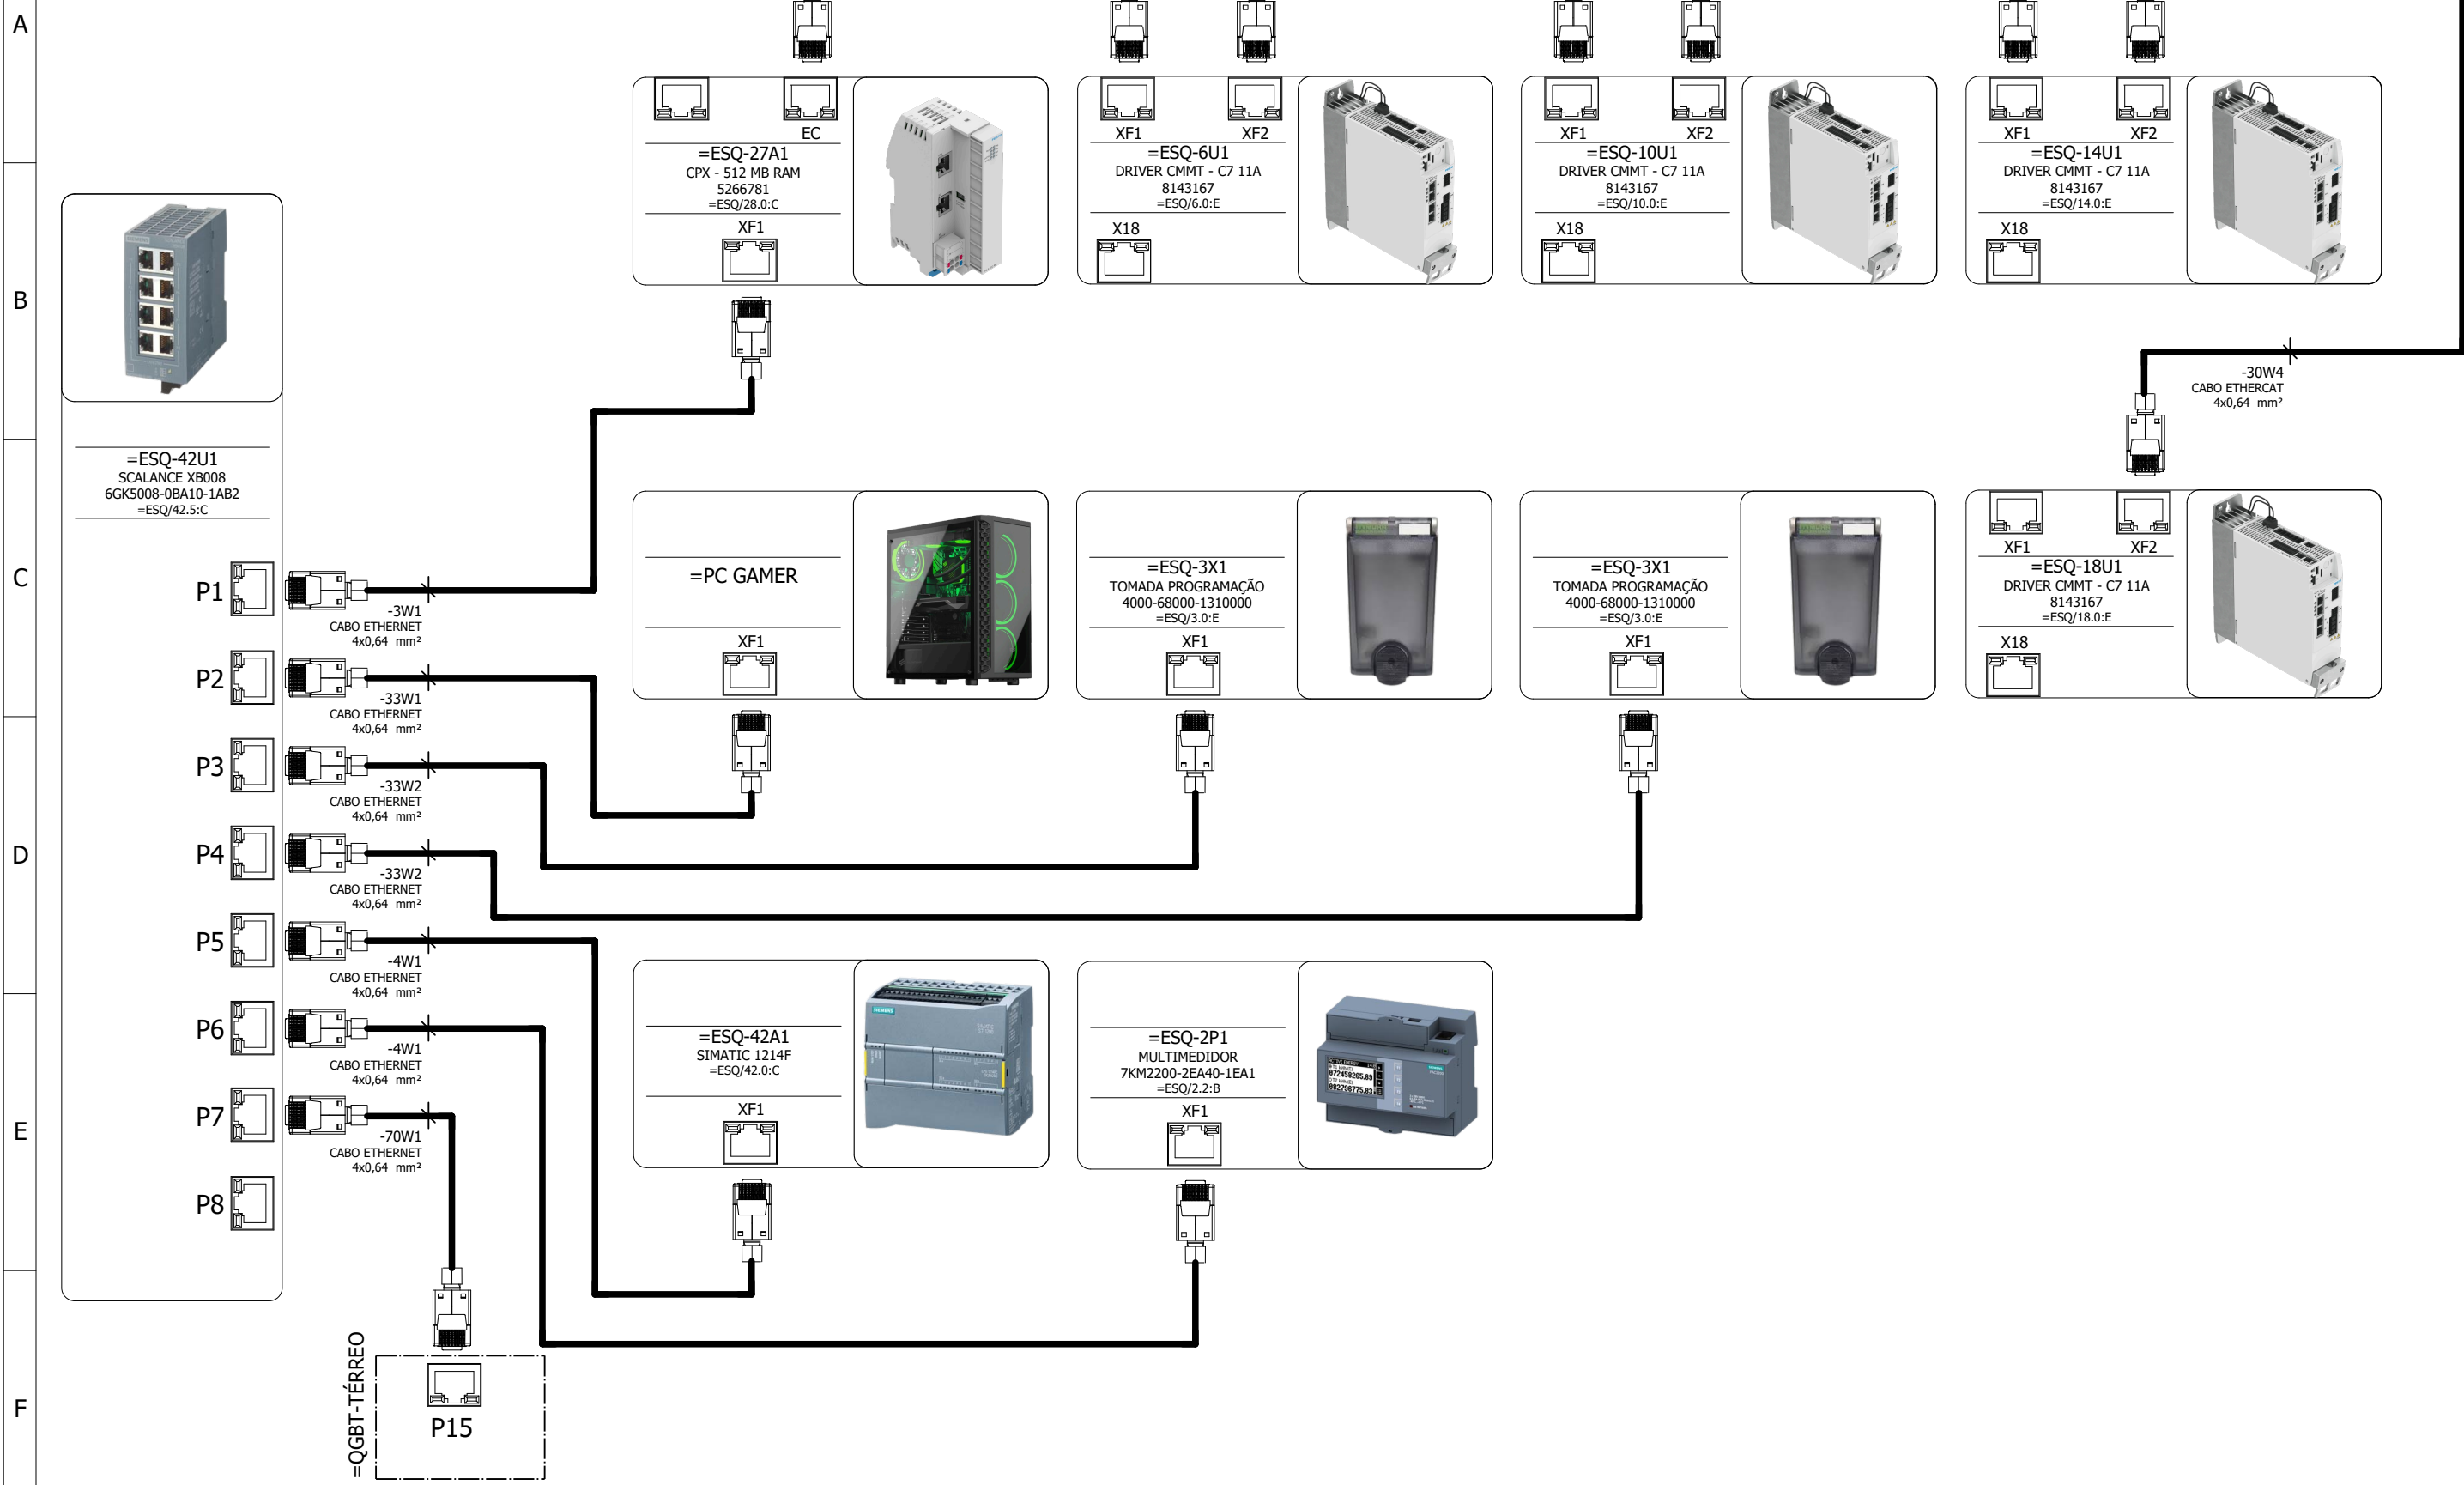 A
B
C
D
E
F
=ESQ-42U1
SCALANCE XB008
6GK5008-0BA10-1AB2
=ESQ/42.5:C
P1
-3W1
CABO ETHERNET
4x0,64 mm²
P2
-33W1
CABO ETHERNET
4x0,64 mm²
P3
-33W2
CABO ETHERNET
4x0,64 mm²
P4
-33W2
CABO ETHERNET
4x0,64 mm²
P5
-4W1
CABO ETHERNET
4x0,64 mm²
P6
-4W1
CABO ETHERNET
4x0,64 mm²
P7
-70W1
CABO ETHERNET
4x0,64 mm²
P8
=QGBT-TÉRREO
P15
EC
=ESQ-27A1
CPX - 512 MB RAM
5266781
=ESQ/28.0:C
XF1
XF1 XF2
=ESQ-6U1
DRIVER CMMT - C7 11A
8143167
=ESQ/6.0:E
X18
XF1 XF2
=ESQ-10U1
DRIVER CMMT - C7 11A
8143167
=ESQ/10.0:E
X18
XF1 XF2
=ESQ-14U1
DRIVER CMMT - C7 11A
8143167
=ESQ/14.0:E
X18
-30W4
CABO ETHERCAT
4x0,64 mm²
=PC GAMER
XF1
=ESQ-3X1
TOMADA PROGRAMAÇÃO
4000-68000-1310000
=ESQ/3.0:E
XF1
=ESQ-3X1
TOMADA PROGRAMAÇÃO
4000-68000-1310000
=ESQ/3.0:E
XF1
XF1 XF2
=ESQ-18U1
DRIVER CMMT - C7 11A
8143167
=ESQ/18.0:E
X18
=ESQ-42A1
SIMATIC 1214F
=ESQ/42.0:C
XF1
SIEMENS
=ESQ-2P1
MULTIMEDIDOR
7KM2200-2EA40-1EA1
=ESQ/2.2:B
XF1
872458265.89
882796775.83